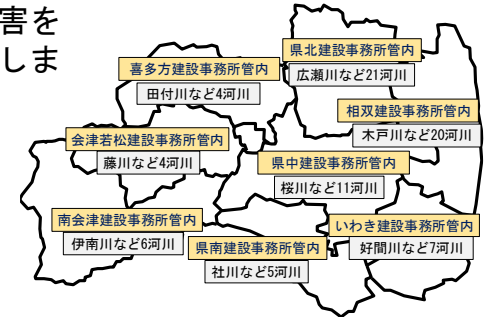 害を
しま
県北建設事務所管内
広瀬川など21河川
喜多方建設事務所管内
田付川など4河川
相双建設事務所管内
木戸川など20河川
会津若松建設事務所管内
藤川など4河川
県中建設事務所管内
桜川など11河川
南会津建設事務所管内
伊南川など6河川
いわき建設事務所管内
好間川など7河川
県南建設事務所管内
社川など5河川